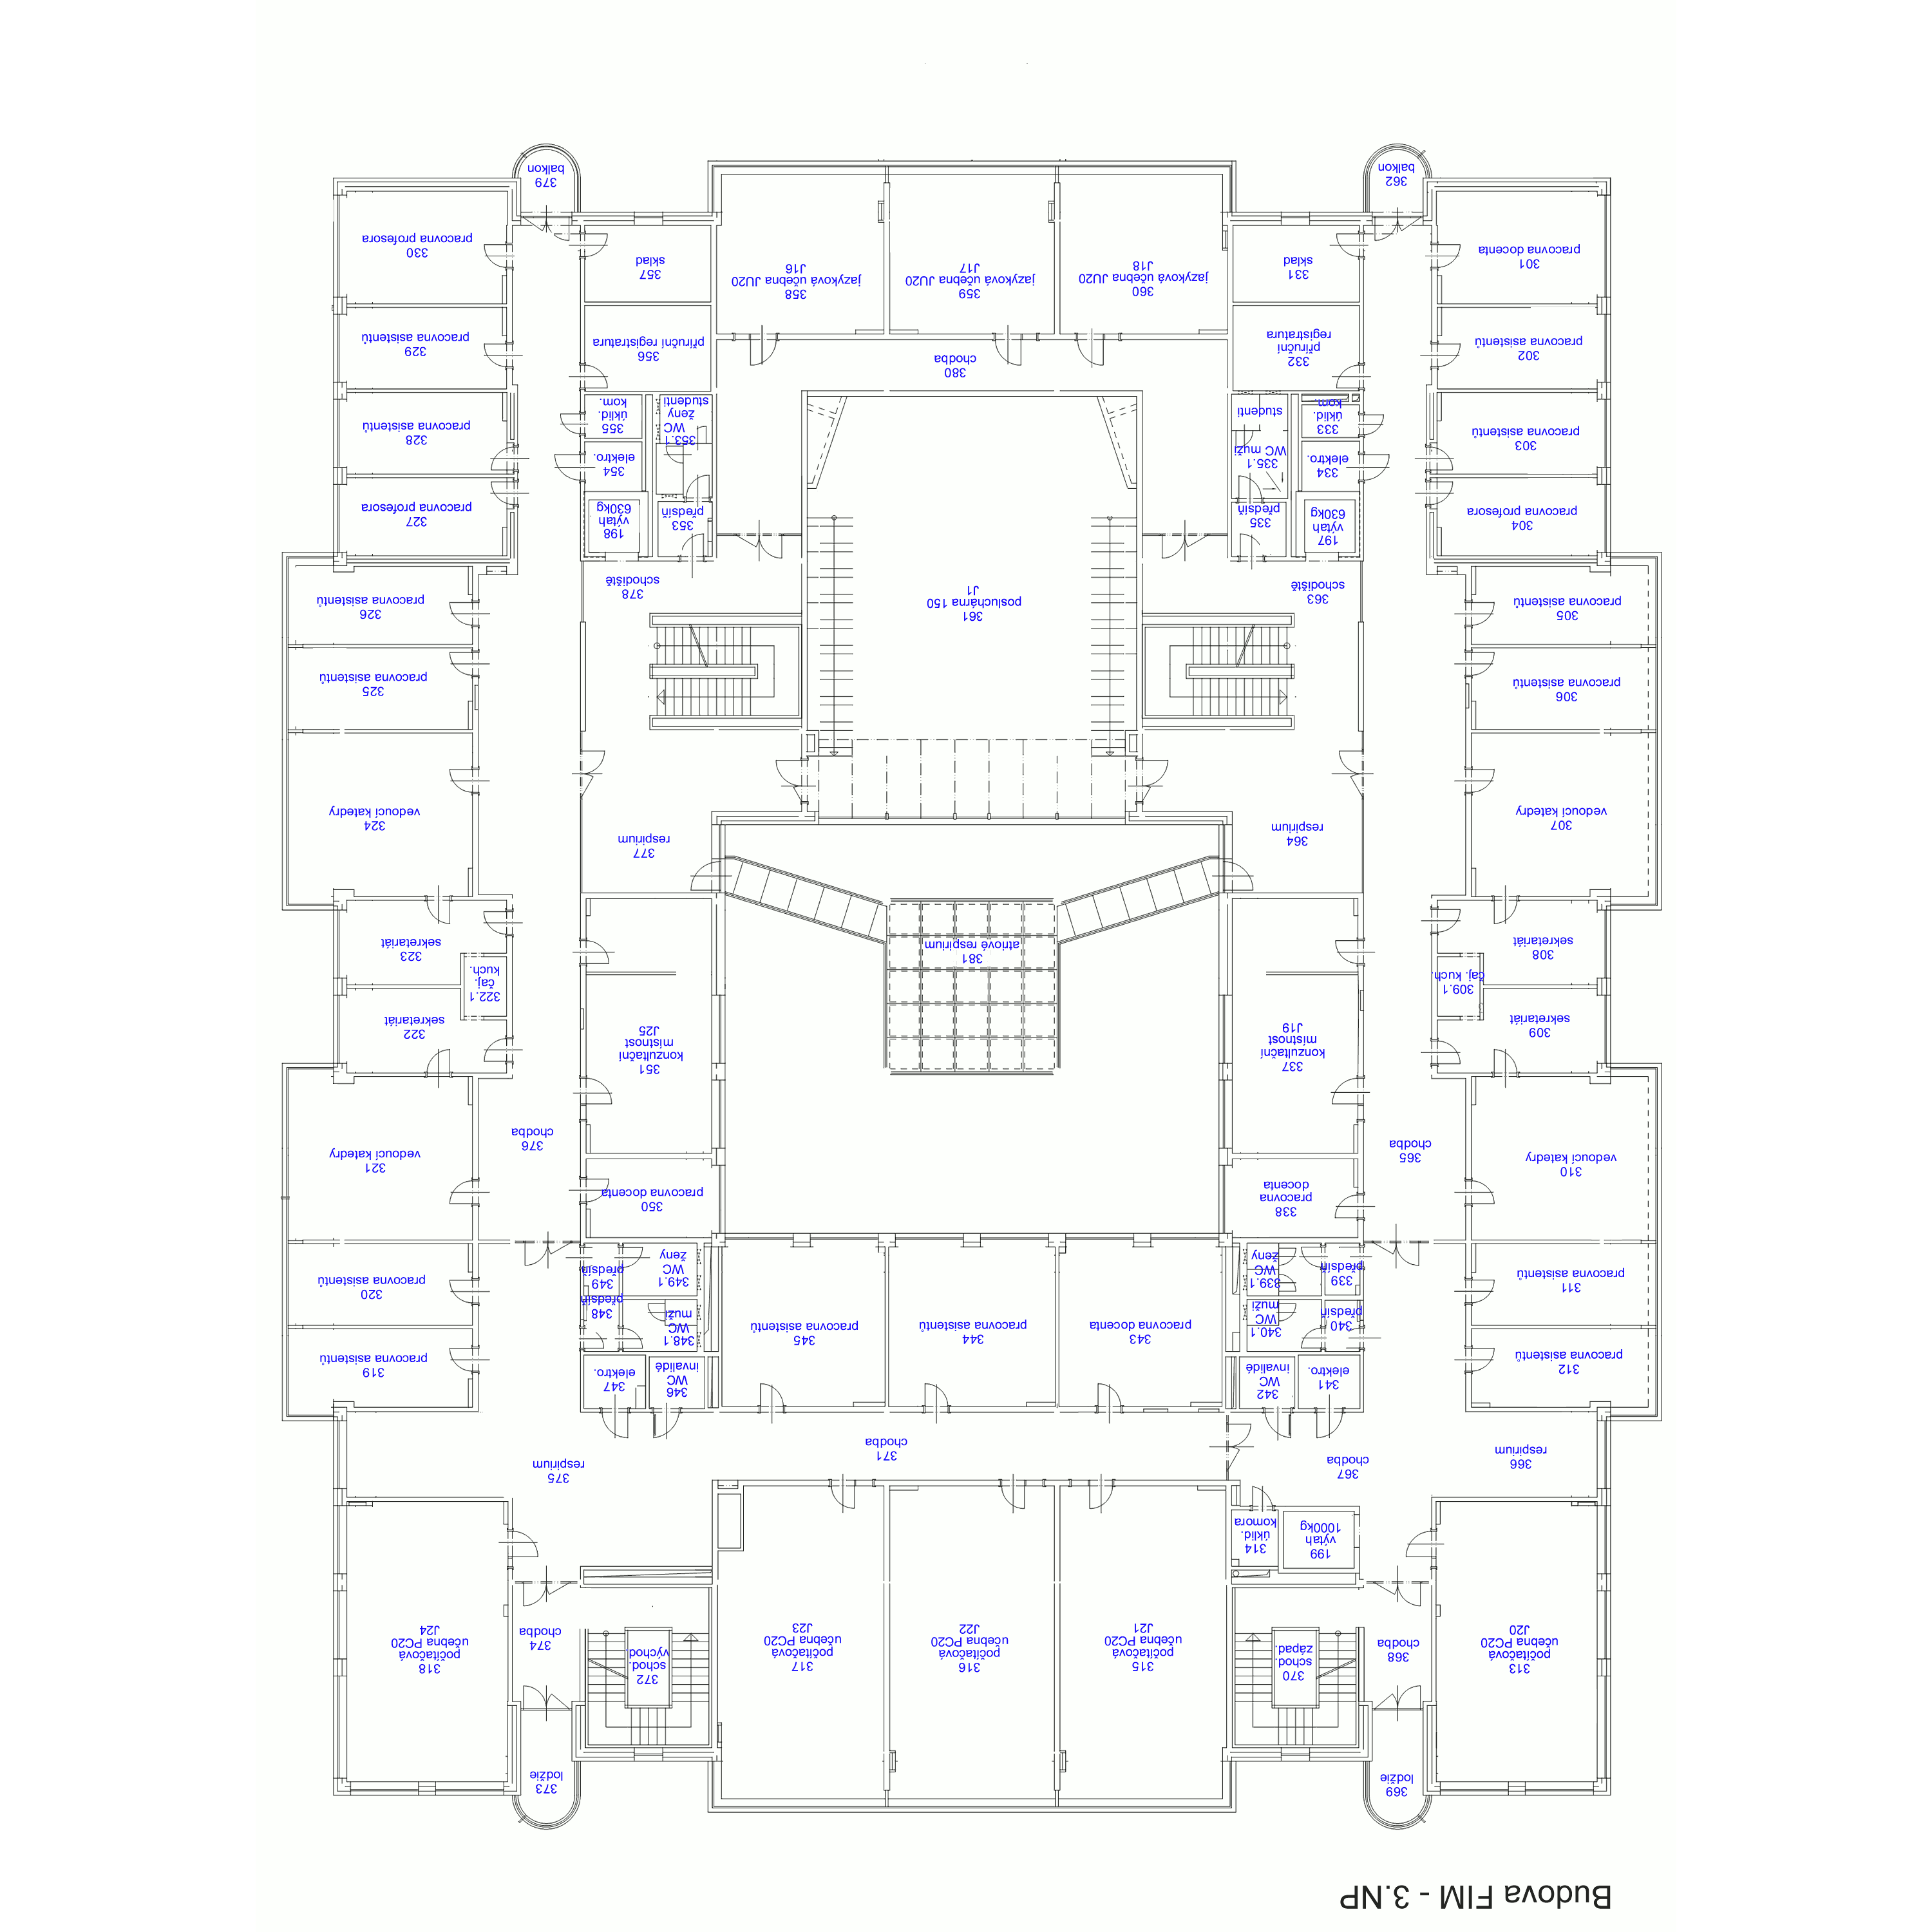 Budova FIM - 3.NP
369
lodžie
373
lodžie
313
počítačová
učebna PC20
J20
368
chodba
370
schod.
západ.
315
počítačová
učebna PC20
J21
316
počítačová
učebna PC20
J22
317
počítačová
učebna PC20
J23
372
schod.
východ.
374
chodba
318
počítačová
učebna PC20
J24
199
výtah
1000kg
314
úklid.
komora
366
respirium
367
chodba
371
chodba
375
respirium
312
pracovna asistentů
341
elektro.
342
WC
invalidé
343
pracovna docenta
344
pracovna asistentů
345
pracovna asistentů
346
WC
invalidé
347
elektro.
319
pracovna asistentů
340
předsíň
340.1
WC
muži
348.1
WC
muži
348
předsíň
311
pracovna asistentů
339
předsíň
339.1
WC
ženy
349.1
WC
ženy
349
předsíň
320
pracovna asistentů
310
vedoucí katedry
365
chodba
338
pracovna
docenta
350
pracovna docenta
376
chodba
321
vedoucí katedry
309
sekretariát
309.1
čaj. kuch.
337
konzultační
místnost
J19
351
konzultační
místnost
J25
322
sekretariát
322.1
čaj.
kuch.
308
sekretariát
381
atriové respirium
323
sekretariát
307
vedoucí katedry
364
respirium
377
respirium
324
vedoucí katedry
306
pracovna asistentů
325
pracovna asistentů
305
pracovna asistentů
363
schodiště
361
posluchárna 150
J1
378
schodiště
326
pracovna asistentů
304
pracovna profesora
197
výtah
630kg
335
předsíň
353
předsíň
198
výtah
630kg
327
pracovna profesora
303
pracovna asistentů
334
elektro.
335.1
WC muži
studenti
353.1
WC
ženy
studenti
354
elektro.
328
pracovna asistentů
333
úklid.
kom.
355
úklid.
kom.
302
pracovna asistentů
332
příruční
registratura
380
chodba
356
příruční registratura
329
pracovna asistentů
301
pracovna docenta
331
sklad
360
jazyková učebna JU20
J18
359
jazyková učebna JU20
J17
358
jazyková učebna JU20
J16
357
sklad
330
pracovna profesora
362
balkon
379
balkon